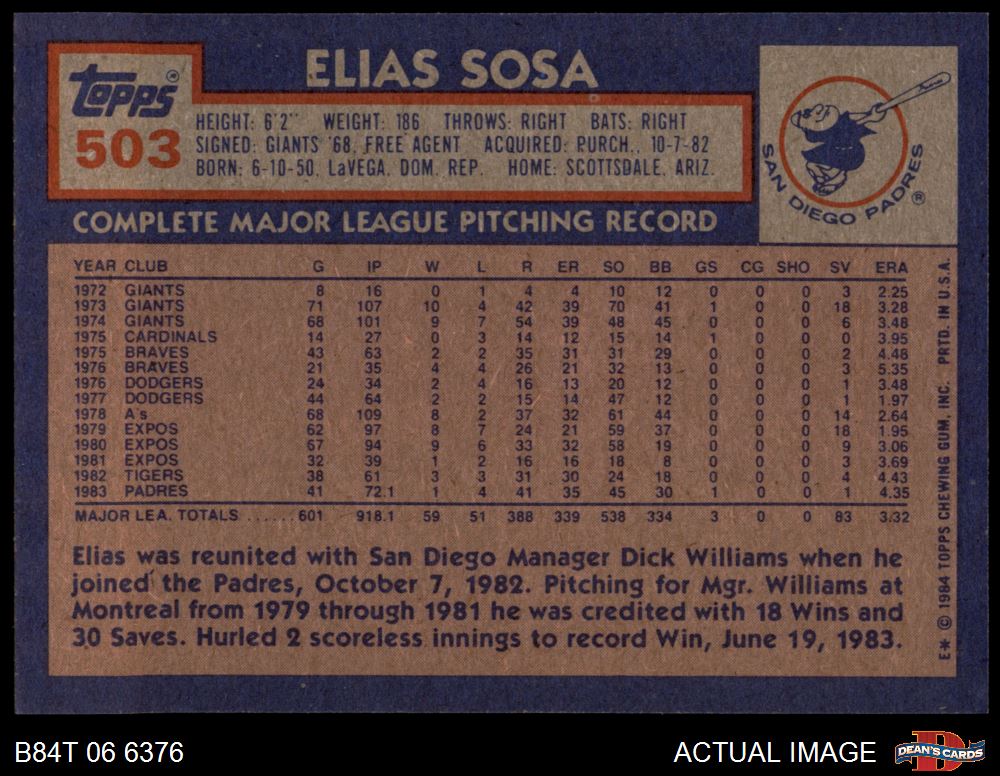 ELIAS SOSA
Topps®
503
HEIGHT: 6'2" WEIGHT: 186 THROWS: RIGHT BATS: RIGHT
SIGNED: GIANTS '68, FREE AGENT ACQUIRED: PURCH., 10-7-82
BORN: 6-10-50, LaVEGA, DOM. REP. HOME: SCOTTSDALE, ARIZ.
SAN DIEGO PADRES ®
COMPLETE MAJOR LEAGUE PITCHING RECORD
YEAR CLUB G IP W L R ER SO BB GS CG SHO SV ERA
1972 GIANTS 8 16 0 1 4 4 10 12 0 0 0 3 2.25
1973 GIANTS 71 107 10 4 42 39 70 41 1 0 0 18 3.28
1974 GIANTS 68 101 9 7 54 39 48 45 0 0 0 6 3.48
1975 CARDINALS 14 27 0 3 14 12 15 14 1 0 0 0 3.95
1975 BRAVES 43 63 2 2 35 31 31 29 0 0 0 2 4.48
1976 BRAVES 21 35 4 4 26 21 32 13 0 0 0 3 5.35
1976 DODGERS 24 34 2 4 16 13 20 12 0 0 0 1 3.48
1977 DODGERS 44 64 2 2 15 14 47 12 0 0 0 1 1.97
1978 A's 68 109 8 2 37 32 61 44 0 0 0 14 2.64
1979 EXPOS 62 97 8 7 24 21 59 37 0 0 0 18 1.95
1980 EXPOS 67 94 9 6 33 32 58 19 0 0 0 9 3.06
1981 EXPOS 32 39 1 2 16 16 18 8 0 0 0 3 3.69
1982 TIGERS 38 61 3 3 31 30 24 18 0 0 0 4 4.43
1983 PADRES 41 72.1 1 4 41 35 45 30 1 0 0 1 4.35
MAJOR LEA. TOTALS ...... 601 918.1 59 51 388 339 538 334 3 0 0 83 3.32
Elias was reunited with San Diego Manager Dick Williams when he
joined the Padres, October 7, 1982. Pitching for Mgr. Williams at
Montreal from 1979 through 1981 he was credited with 18 Wins and
30 Saves. Hurled 2 scoreless innings to record Win, June 19, 1983.
E* © 1984 TOPPS CHEWING GUM, INC. PRTD. IN U.S.A.
B84T 06 6376
ACTUAL IMAGE
DEAN'S CARDS